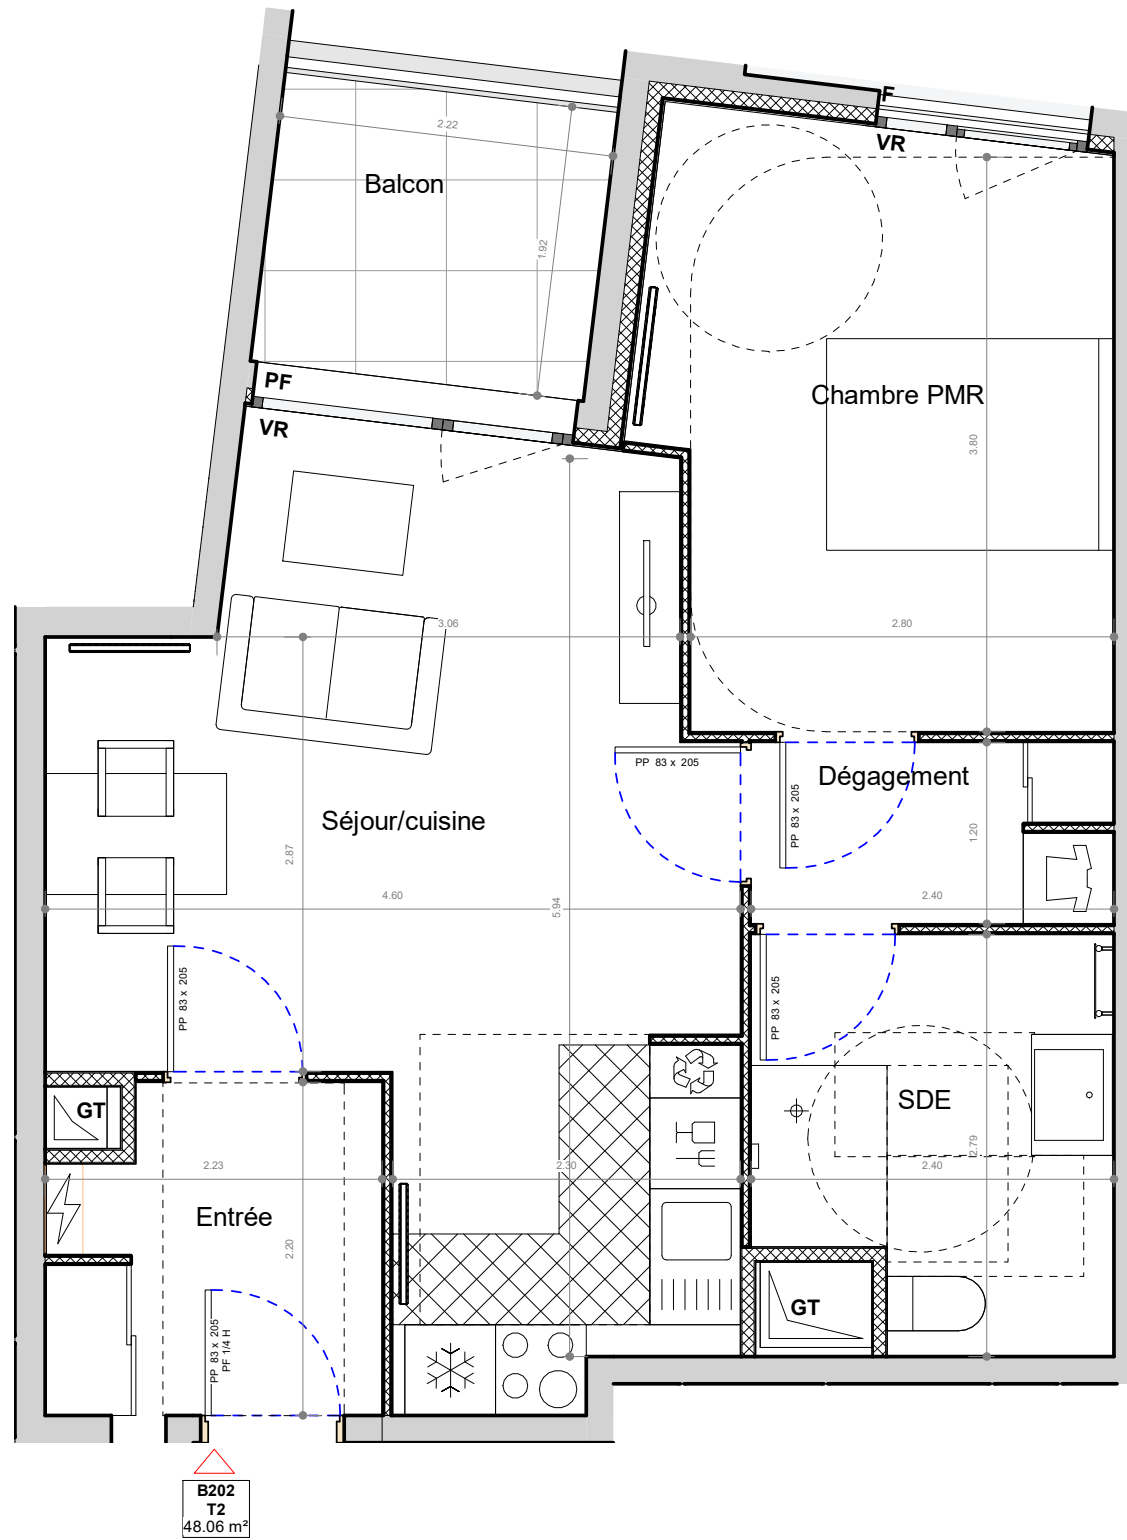 F
VR
2.22
Balcon
1.92
PF
VR
Chambre PMR
3.80
3.06
2.80
PP 83 x 205
Dégagement
PP 83 x 205
Séjour/cuisine
2.87
1.20
4.60
5.94
2.40
PP 83 x 205
PP 83 x 205
GT
SDE
2.79
2.23
2.30
2.40
Entrée
2.20
GT
PP 83 x 205
PF 1/4 H
B202
T2
48.06 m²